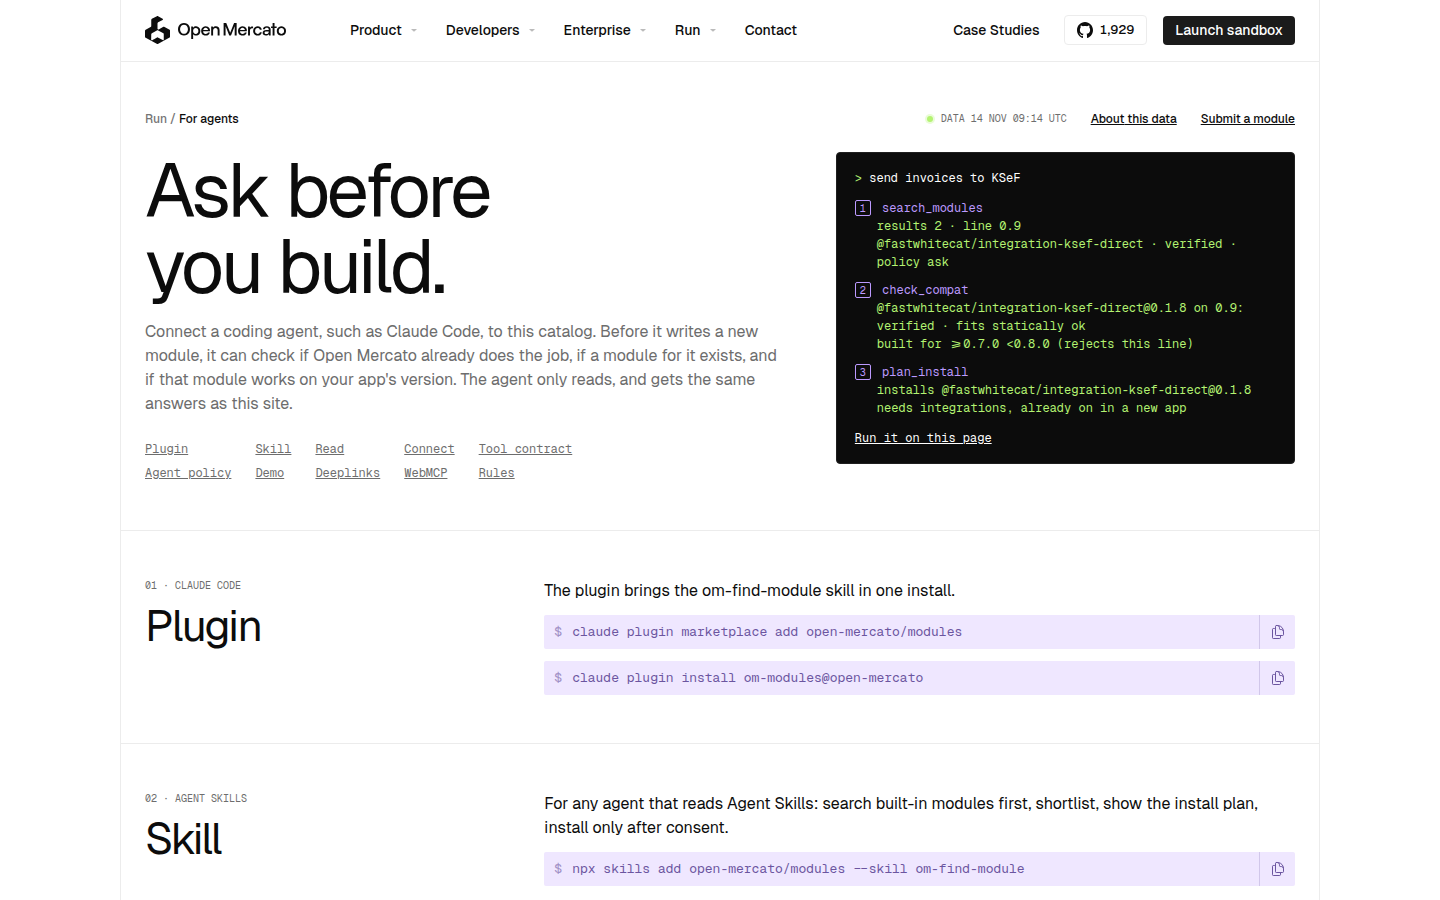 Open Mercato
Product
Developers
Enterprise
Run
Contact
Case Studies
1,929
Launch sandbox
Run / For agents
DATA 14 NOV 09:14 UTC
About this data
Submit a module
Ask before
you build.
Connect a coding agent, such as Claude Code, to this catalog. Before it writes a new
module, it can check if Open Mercato already does the job, if a module for it exists, and
if that module works on your app's version. The agent only reads, and gets the same
answers as this site.
Plugin Skill Read Connect Tool contract
Agent policy Demo Deeplinks WebMCP Rules
> send invoices to KSeF
1 search_modules
results 2 · line 0.9
@fastwhitecat/integration-ksef-direct · verified ·
policy ask
2 check_compat
@fastwhitecat/integration-ksef-direct@0.1.8 on 0.9:
verified · fits statically ok
built for >=0.7.0 <0.8.0 (rejects this line)
3 plan_install
installs @fastwhitecat/integration-ksef-direct@0.1.8
needs integrations, already on in a new app
Run it on this page
01 · CLAUDE CODE
Plugin
The plugin brings the om-find-module skill in one install.
$ claude plugin marketplace add open-mercato/modules
$ claude plugin install om-modules@open-mercato
02 · AGENT SKILLS
Skill
For any agent that reads Agent Skills: search built-in modules first, shortlist, show the install plan,
install only after consent.
$ npx skills add open-mercato/modules --skill om-find-module